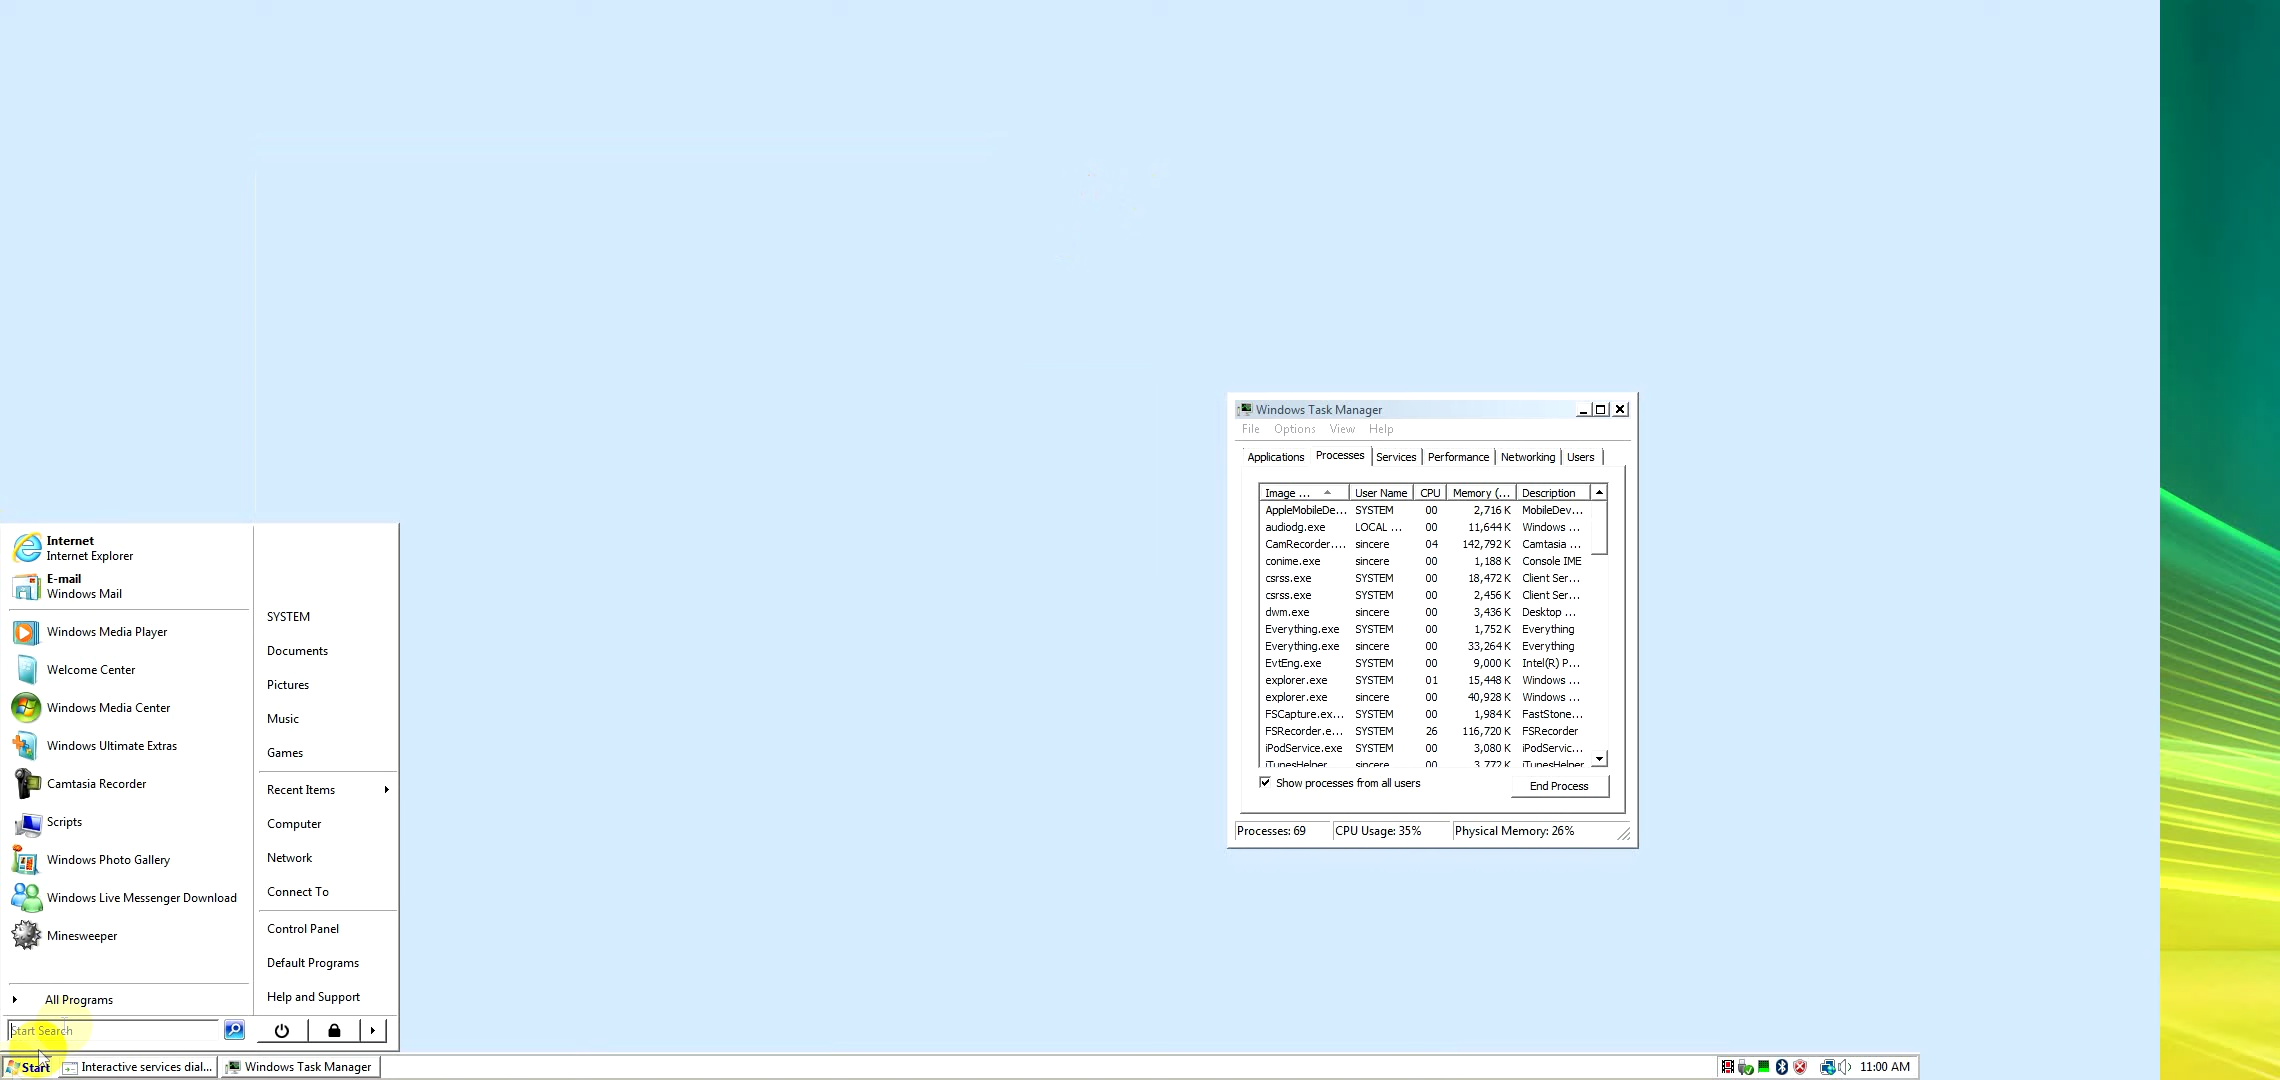 Windows Task Manager
File Options View Help
Applications Processes Services Performance Networking Users
Image ... User Name CPU Memory (... Description
AppleMobileDe... SYSTEM 00 2,716 K MobileDev...
audiodg.exe LOCAL ... 00 11,644 K Windows ...
CamRecorder.... sincere 04 142,792 K Camtasia ...
conime.exe sincere 00 1,188 K Console IME
csrss.exe SYSTEM 00 18,472 K Client Ser...
csrss.exe SYSTEM 00 2,456 K Client Ser...
dwm.exe sincere 00 3,436 K Desktop ...
Everything.exe SYSTEM 00 1,752 K Everything
Everything.exe sincere 00 33,264 K Everything
EvtEng.exe SYSTEM 00 9,000 K Intel(R) P...
explorer.exe SYSTEM 01 15,448 K Windows ...
explorer.exe sincere 00 40,928 K Windows ...
FSCapture.ex... SYSTEM 00 1,984 K FastStone...
FSRecorder.e... SYSTEM 26 116,720 K FSRecorder
iPodService.exe SYSTEM 00 3,080 K iPodServic...
iTunesHelper sincere 00 3,772 K iTunesHelper
Show processes from all users
End Process
Processes: 69 CPU Usage: 35% Physical Memory: 26%
Internet
Internet Explorer
E-mail
Windows Mail
Windows Media Player
Welcome Center
Windows Media Center
Windows Ultimate Extras
Camtasia Recorder
Scripts
Windows Photo Gallery
Windows Live Messenger Download
Minesweeper
All Programs
Start Search
SYSTEM
Documents
Pictures
Music
Games
Recent Items
Computer
Network
Connect To
Control Panel
Default Programs
Help and Support
Start Interactive services dial... Windows Task Manager 11:00 AM